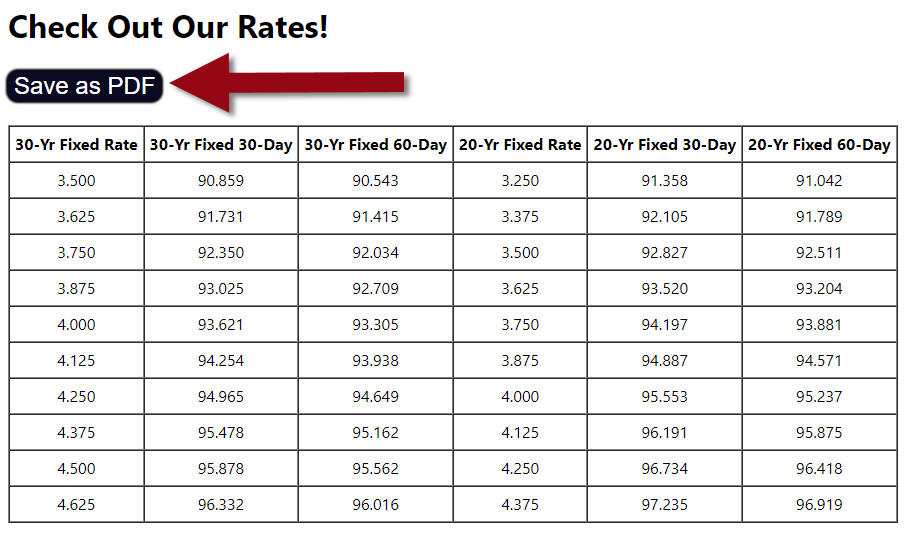 Check Out Our Rates!
Save as PDF
30-Yr Fixed Rate 30-Yr Fixed 30-Day 30-Yr Fixed 60-Day 20-Yr Fixed Rate 20-Yr Fixed 30-Day 20-Yr Fixed 60-Day
3.500 90.859 90.543 3.250 91.358 91.042
3.625 91.731 91.415 3.375 92.105 91.789
3.750 92.350 92.034 3.500 92.827 92.511
3.875 93.025 92.709 3.625 93.520 93.204
4.000 93.621 93.305 3.750 94.197 93.881
4.125 94.254 93.938 3.875 94.887 94.571
4.250 94.965 94.649 4.000 95.553 95.237
4.375 95.478 95.162 4.125 96.191 95.875
4.500 95.878 95.562 4.250 96.734 96.418
4.625 96.332 96.016 4.375 97.235 96.919